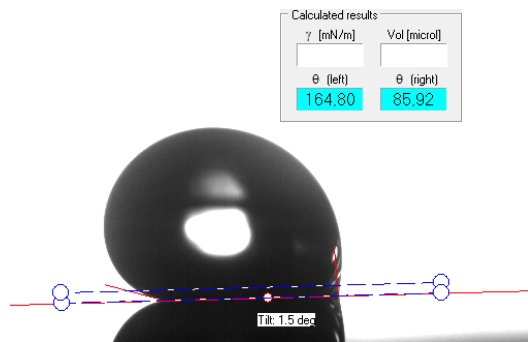 Calculated results
γ [mN/m] Vol [microl]
θ (left) θ (right)
164,80 85,92
Tilt: 1.5 deg